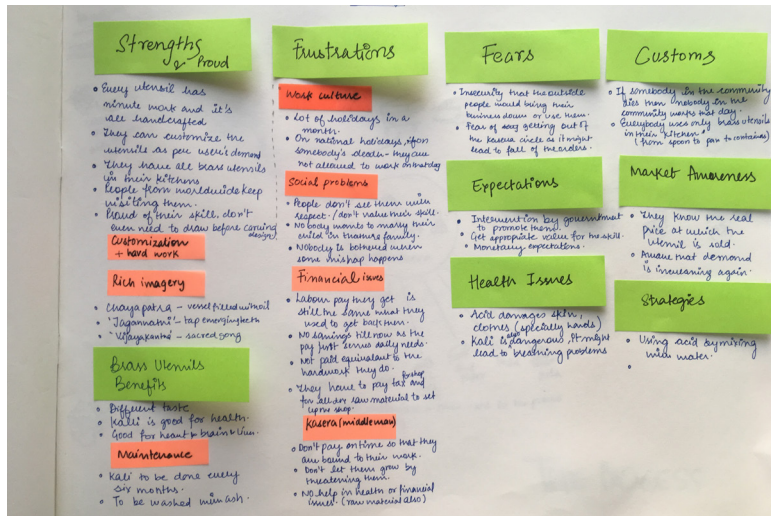 Strengths
& Proud
• Every utensil has
minute work and it's
all handcrafted
• They can customize the
utensils as per user's demand
• They have all brass utensils
in their kitchens
• People from worldwide keep
visiting them.
• Proud of their skill, don't
even need to draw before carving
design
Customization
+ hard work
Rich imagery
• Chayapatra – vessel filled with oil
• "Jagannathi" – tap emerging
• – sacred song
Brass Utensils
Benefits
• Different taste
• Kalli is good for health.
• Good for heart & brain &
Maintenance
• Kali to be done every
six months.
• To be washed with ash.
Frustrations
Work culture
• Lot of holidays in a
month.
• On national holidays, if on
somebody's death – they are
not allowed to work on that day
Social problems
• People don't see them with
respect. / don't value their skill.
• Nobody wants to marry their
child in that family.
• Nobody is bothered when
some mishap happens
Financial issues
• Labour pay they get is
still the same what they
used to get back then.
• No savings till now as the
pay just serves daily needs.
• Not paid equivalent to the
hardwork they do.
• They have to pay tax for shop and
for all raw material to set
up the shop.
Kasera (middleman)
• Don't pay on time so that they
are bound to their work.
• Don't let them grow by
threatening them.
• No help in health or financial
issues. (raw material also)
Fears
• Insecurity that the outside
people would bring their
business down or use them.
• Fear of getting out of
the kasera circle as it might
lead to fall of the orders.
Expectations
• Intervention by government
to promote them.
• Get appropriate value for the skill.
• Monetary expectations.
Health Issues
• Acid damages skin,
clothes (specially hands)
• Kali is dangerous, it might
lead to breathing problems
Customs
• If somebody in the community
dies then nobody in the
community works that day.
• Everybody uses only brass utensils
in their kitchen"
(from spoon to pan to containers)
Market Awareness
• They know the real
price at which the
utensil is sold.
• Aware that demand
is increasing again.
Strategies
• Using acid by mixing
with water.
•